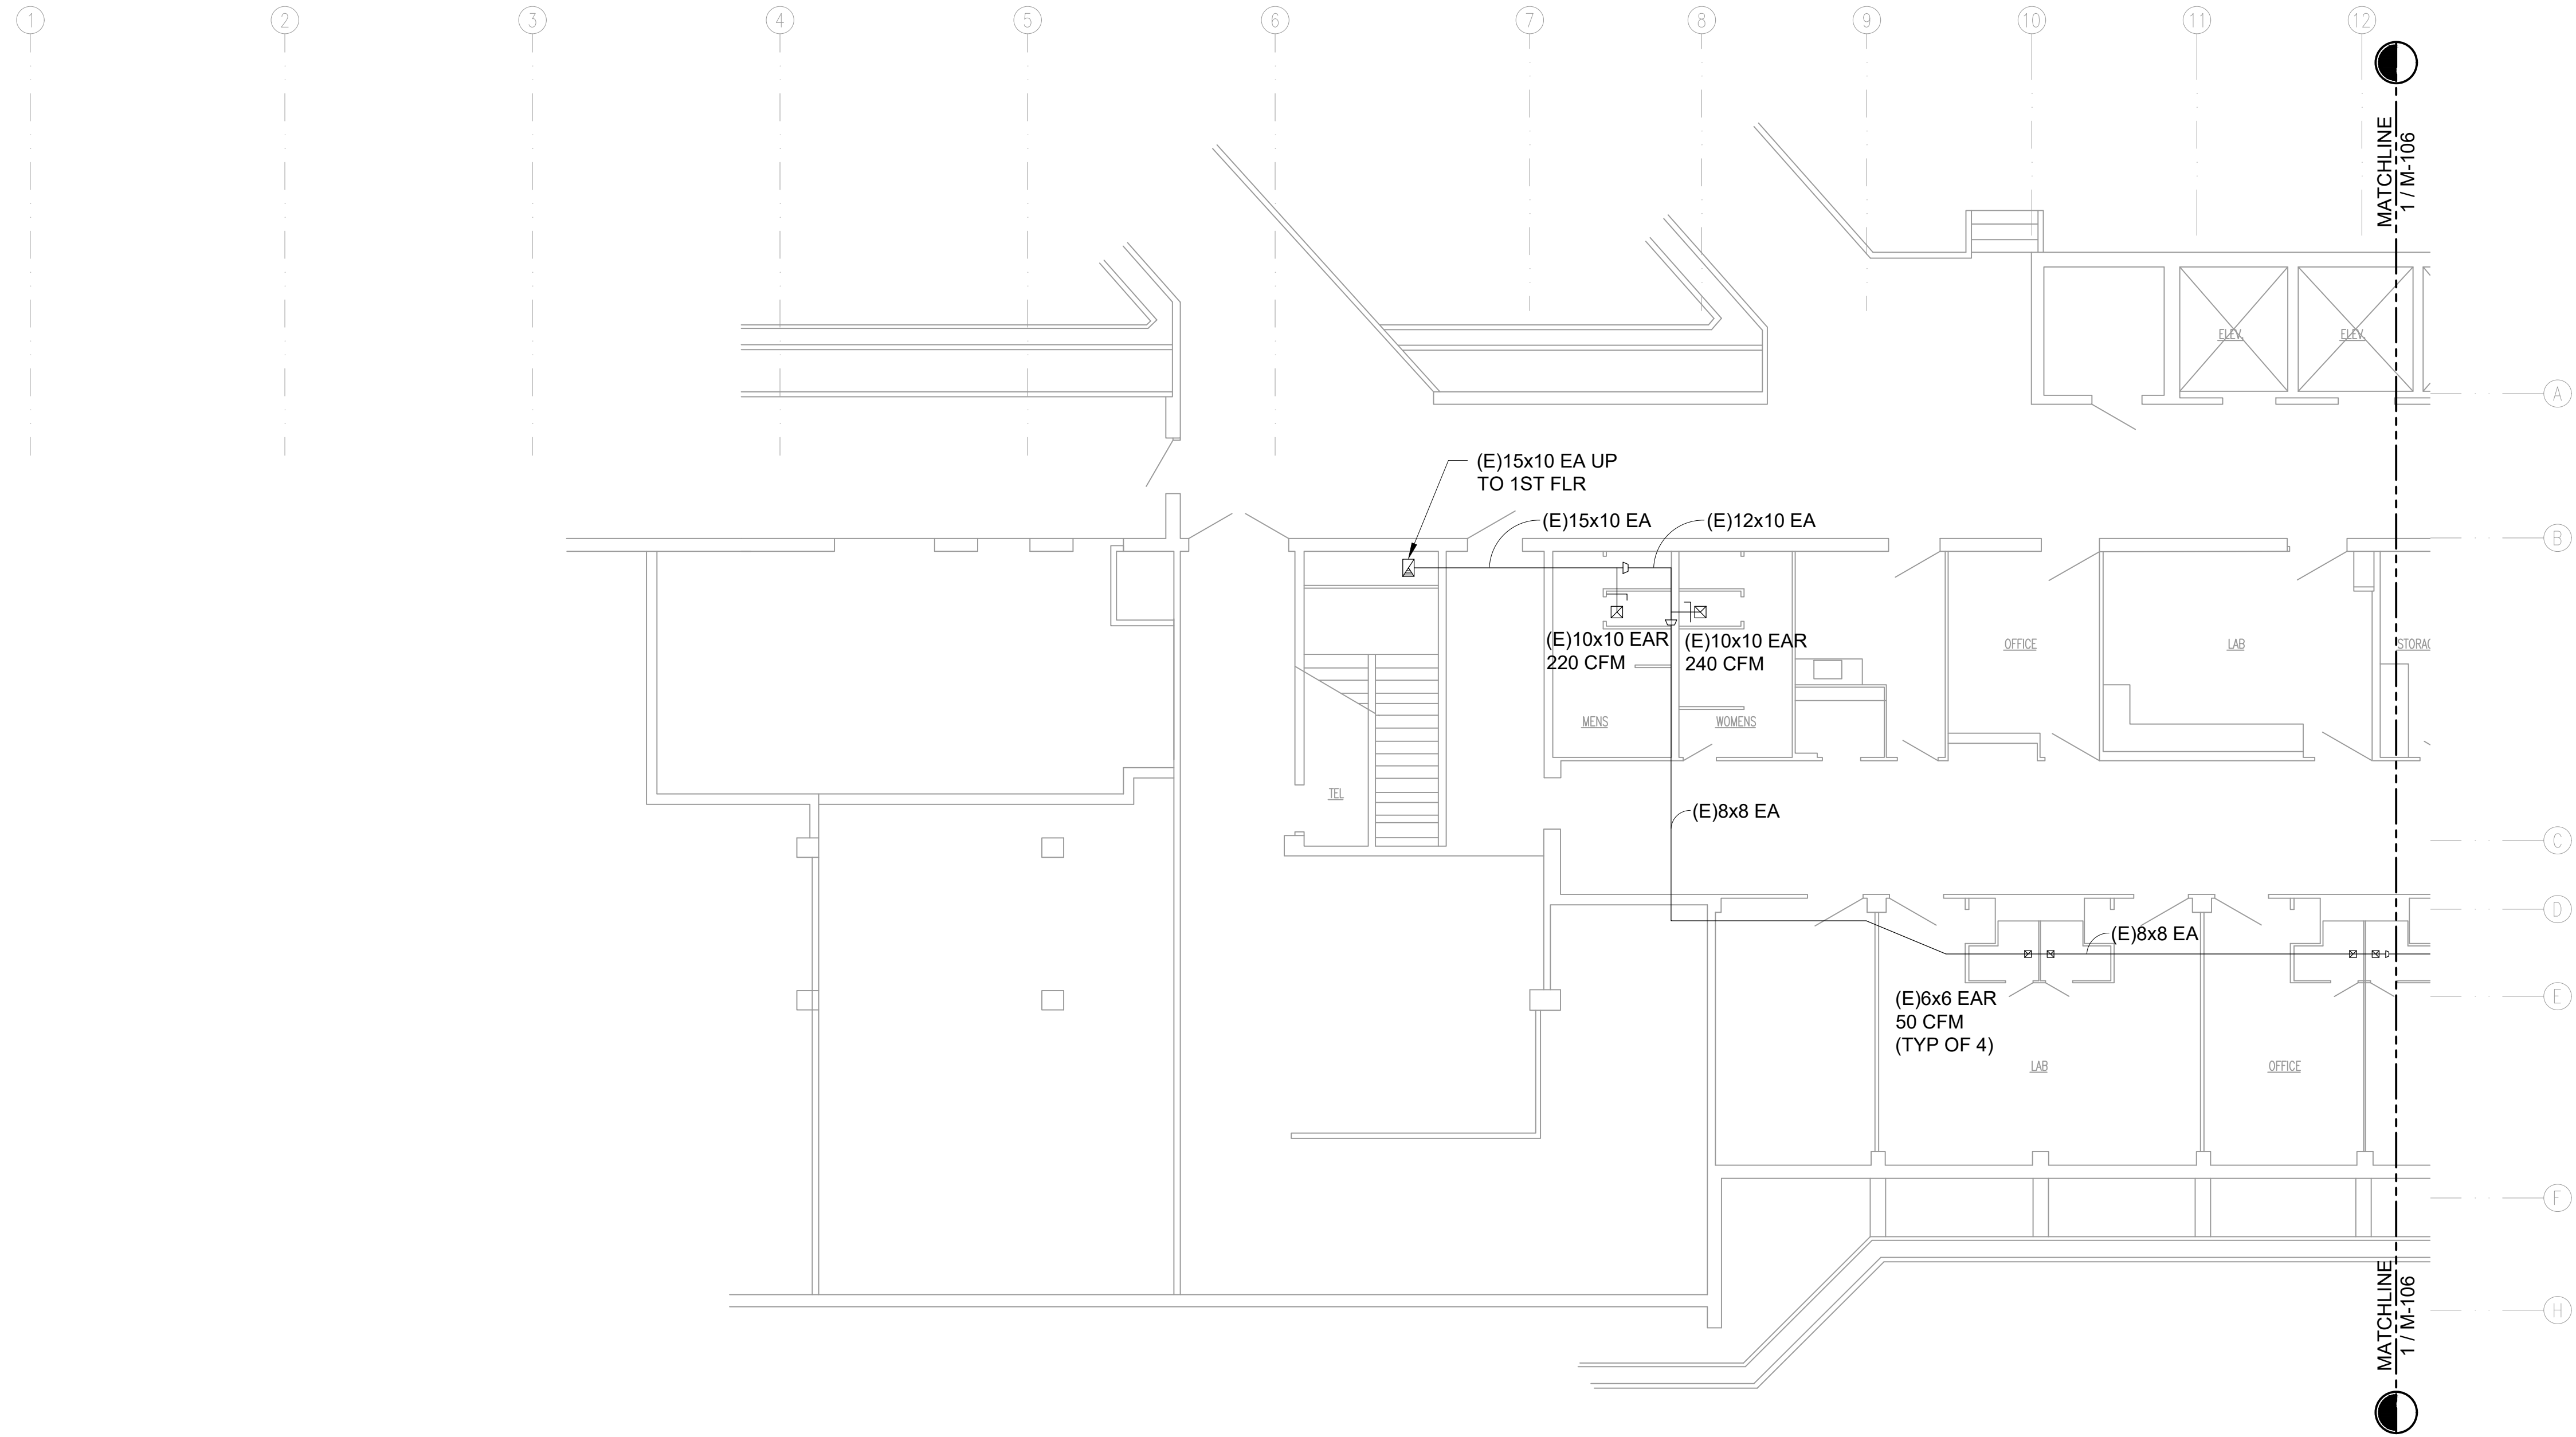 1
2
3
4
5
6
7
8
9
10
11
12
MATCHLINE
1 / M-106
ELEV.
ELEV.
A
(E)15x10 EA UP
TO 1ST FLR
(E)15x10 EA
(E)12x10 EA
B
(E)10x10 EAR
220 CFM
(E)10x10 EAR
240 CFM
OFFICE
LAB
STORAG
MENS
WOMENS
TEL
(E)8x8 EA
C
D
(E)8x8 EA
E
(E)6x6 EAR
50 CFM
(TYP OF 4)
LAB
OFFICE
F
MATCHLINE
1 / M-106
H